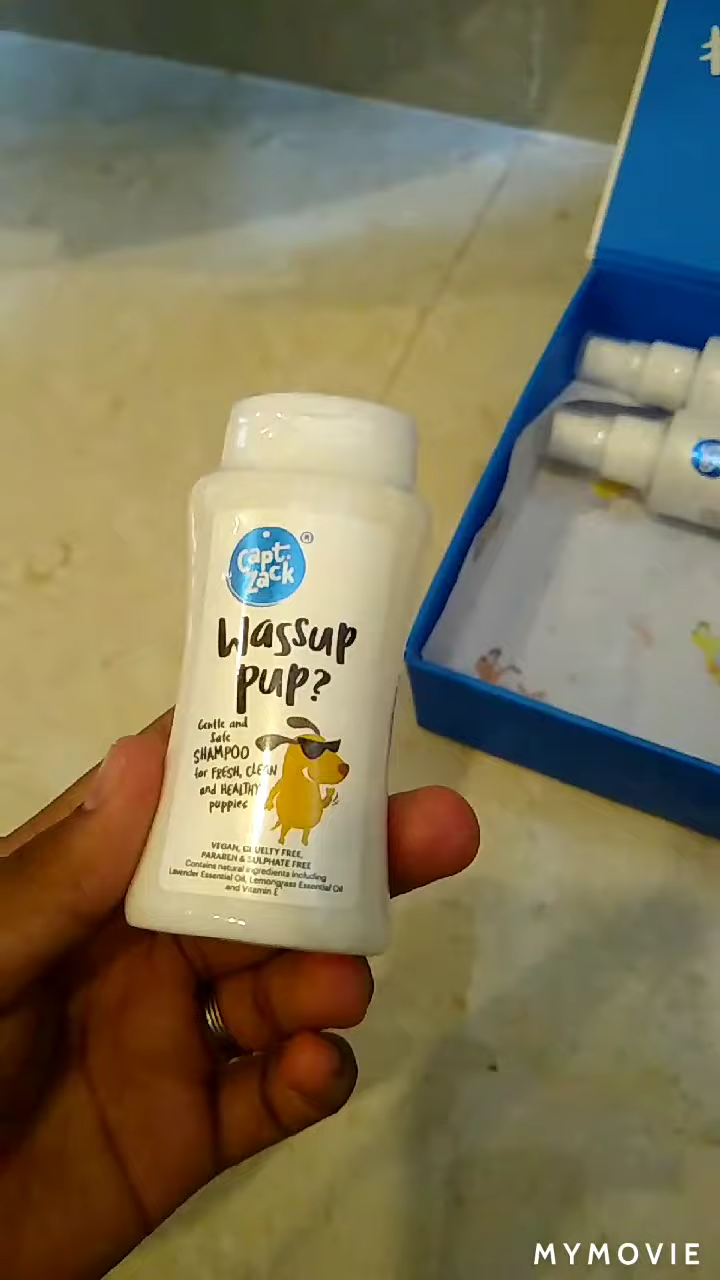 Capt.
Zack
®
Wassup
pup?
Gentle and
Safe
SHAMPOO
for FRESH, CLEAN
and HEALTHY
puppies
VEGAN, CRUELTY FREE,
PARABEN & SULPHATE FREE
Contains natural ingredients including
Lavender Essential Oil, Lemongrass Essential Oil
and Vitamin E
MYMOVIE